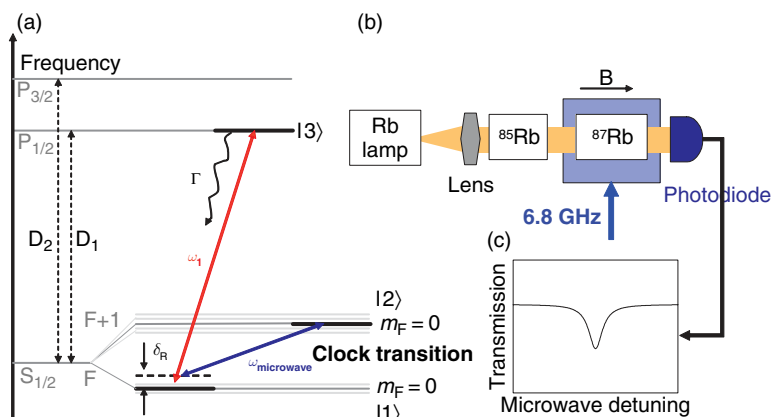 (a)
Frequency
P3/2
P1/2
|3⟩
Γ
D2
D1
ω1
|2⟩
F+1
mF = 0
Clock transition
δR
ωmicrowave
S1/2
F
mF = 0
|1⟩
(b)
B
Rb
lamp
85Rb
87Rb
Lens
Photodiode
6.8 GHz
(c)
Transmission
Microwave detuning